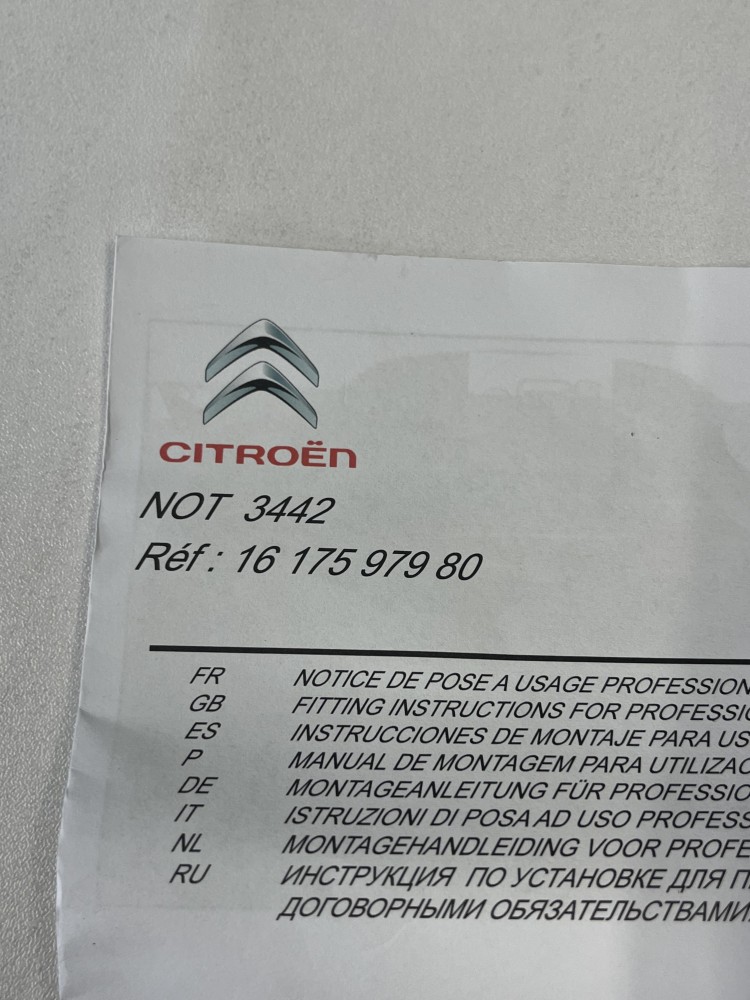 CITROËN
NOT 3442
Réf : 16 175 979 80
FR NOTICE DE POSE A USAGE PROFESSION
GB FITTING INSTRUCTIONS FOR PROFESSI
ES INSTRUCCIONES DE MONTAJE PARA US
P MANUAL DE MONTAGEM PARA UTILIZAC
DE MONTAGEANLEITUNG FÜR PROFESSIO
IT ISTRUZIONI DI POSA AD USO PROFESS
NL MONTAGEHANDLEIDING VOOR PROFE
RU ИНСТРУКЦИЯ ПО УСТАНОВКЕ ДЛЯ П
ДОГОВОРНЫМИ ОБЯЗАТЕЛЬСТВАМИ